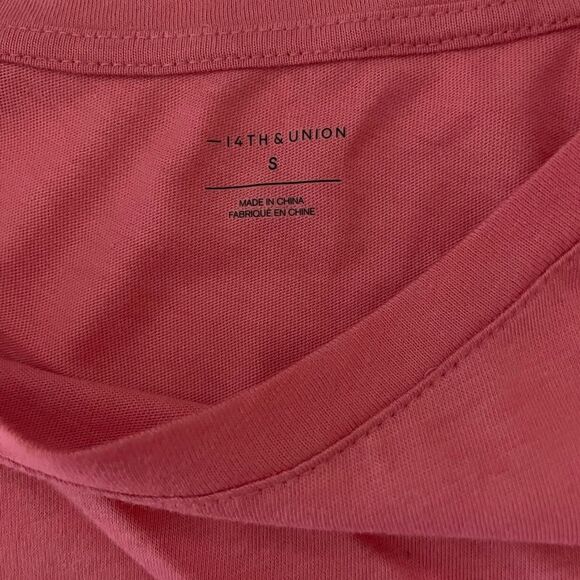 —14TH & UNION
S
MADE IN CHINA
FABRIQUÉ EN CHINE